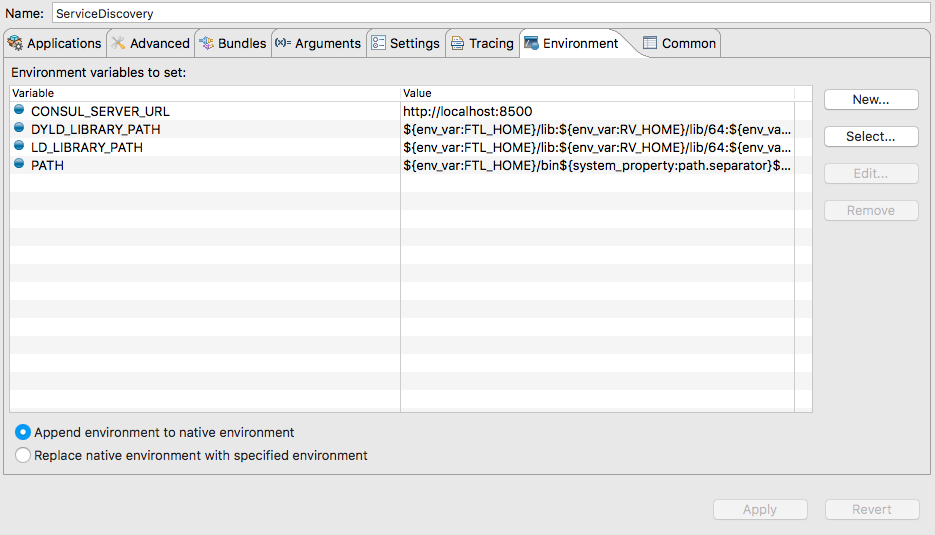 Name: ServiceDiscovery
Applications Advanced Bundles (x)= Arguments Settings Tracing Environment Common
Environment variables to set:
Variable Value
CONSUL_SERVER_URL http://localhost:8500
DYLD_LIBRARY_PATH ${env_var:FTL_HOME}/lib:${env_var:RV_HOME}/lib/64:${env_va...
LD_LIBRARY_PATH ${env_var:FTL_HOME}/lib:${env_var:RV_HOME}/lib/64:${env_va...
PATH ${env_var:FTL_HOME}/bin${system_property:path.separator}$...
New...
Select...
Edit...
Remove
Append environment to native environment
Replace native environment with specified environment
Apply Revert